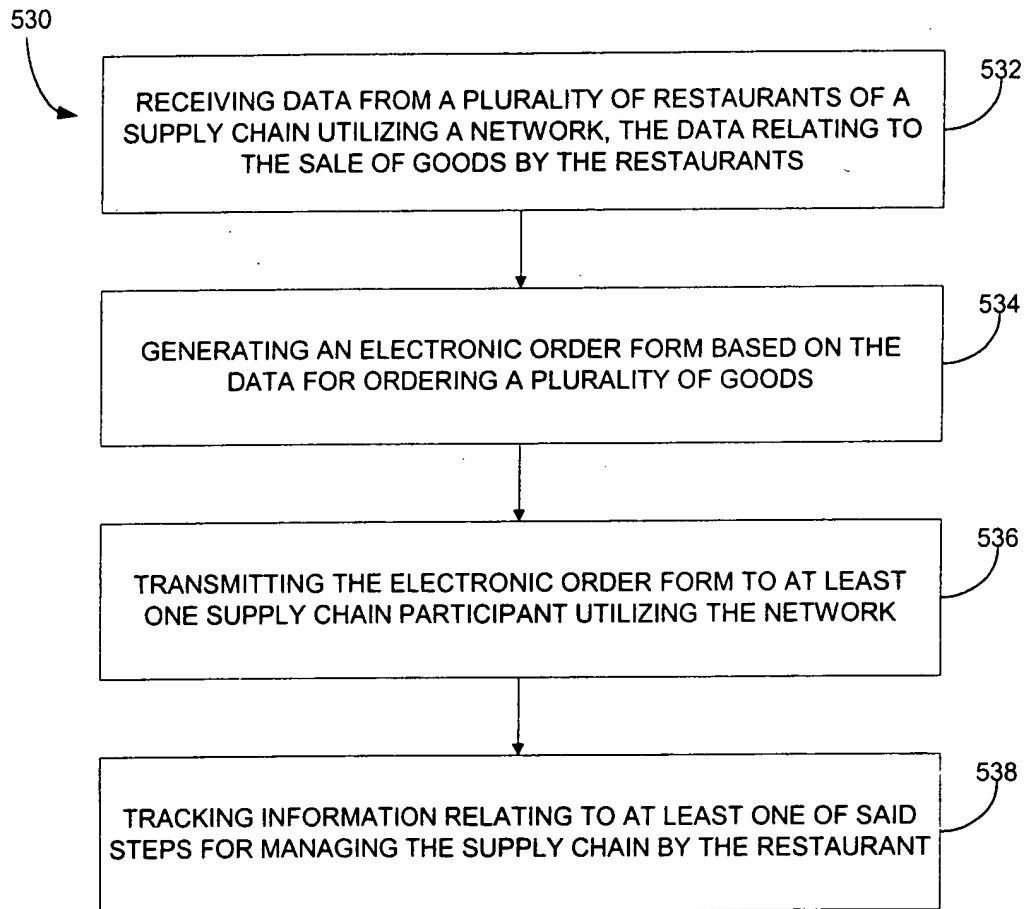 530
532
RECEIVING DATA FROM A PLURALITY OF RESTAURANTS OF A
SUPPLY CHAIN UTILIZING A NETWORK, THE DATA RELATING TO
THE SALE OF GOODS BY THE RESTAURANTS
534
GENERATING AN ELECTRONIC ORDER FORM BASED ON THE
DATA FOR ORDERING A PLURALITY OF GOODS
536
TRANSMITTING THE ELECTRONIC ORDER FORM TO AT LEAST
ONE SUPPLY CHAIN PARTICIPANT UTILIZING THE NETWORK
538
TRACKING INFORMATION RELATING TO AT LEAST ONE OF SAID
STEPS FOR MANAGING THE SUPPLY CHAIN BY THE RESTAURANT